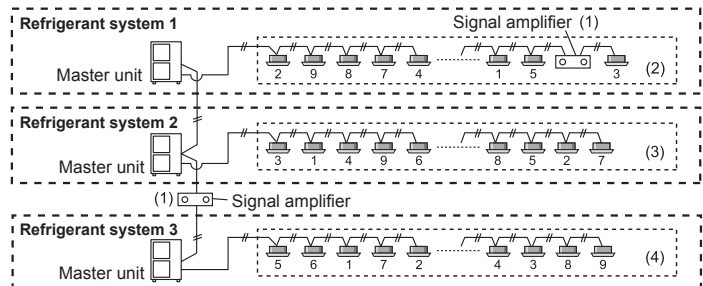 Refrigerant system 1
Signal amplifier (1)
Master unit
2 9 8 7 4 1 5 3
(2)
Refrigerant system 2
Master unit
3 1 4 9 6 8 5 2 7
(3)
(1) Signal amplifier
Refrigerant system 3
Master unit
5 6 1 7 2 4 3 8 9
(4)